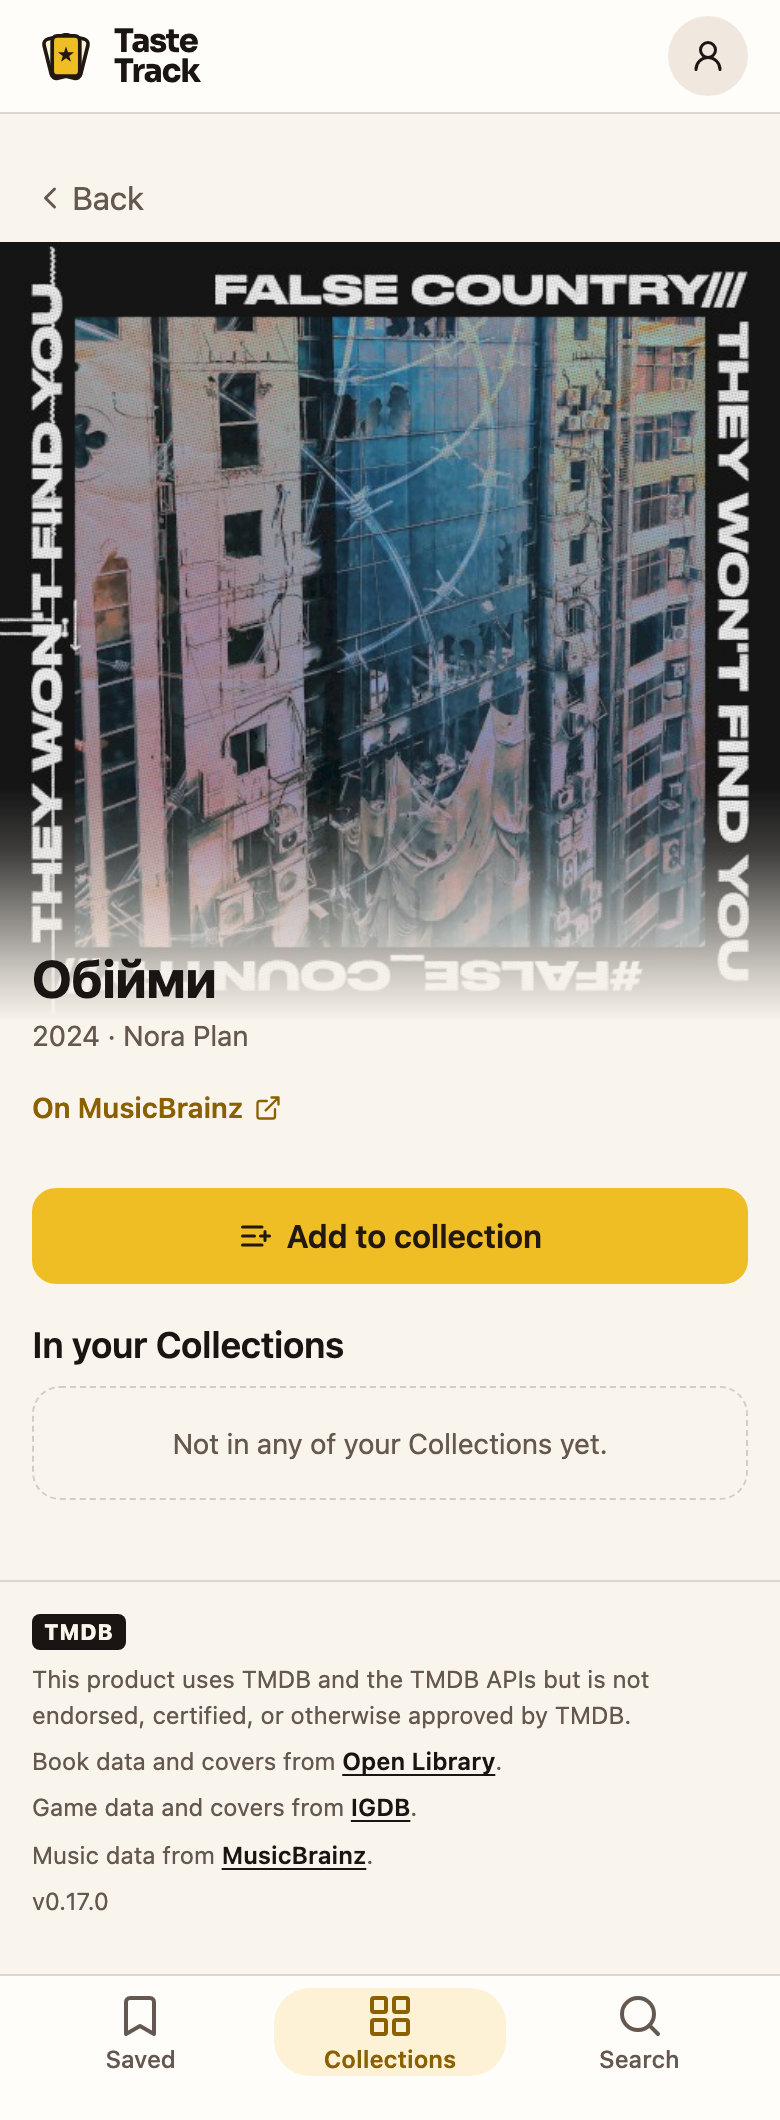 Taste
Track
Back
FALSE COUNTRY///
THEY WON'T FIND YOU
THEY WON'T FIND YOU
#FALSE_COUNT
Обійми
2024 · Nora Plan
On MusicBrainz
Add to collection
In your Collections
Not in any of your Collections yet.
TMDB
This product uses TMDB and the TMDB APIs but is not
endorsed, certified, or otherwise approved by TMDB.
Book data and covers from Open Library.
Game data and covers from IGDB.
Music data from MusicBrainz.
v0.17.0
Saved
Collections
Search